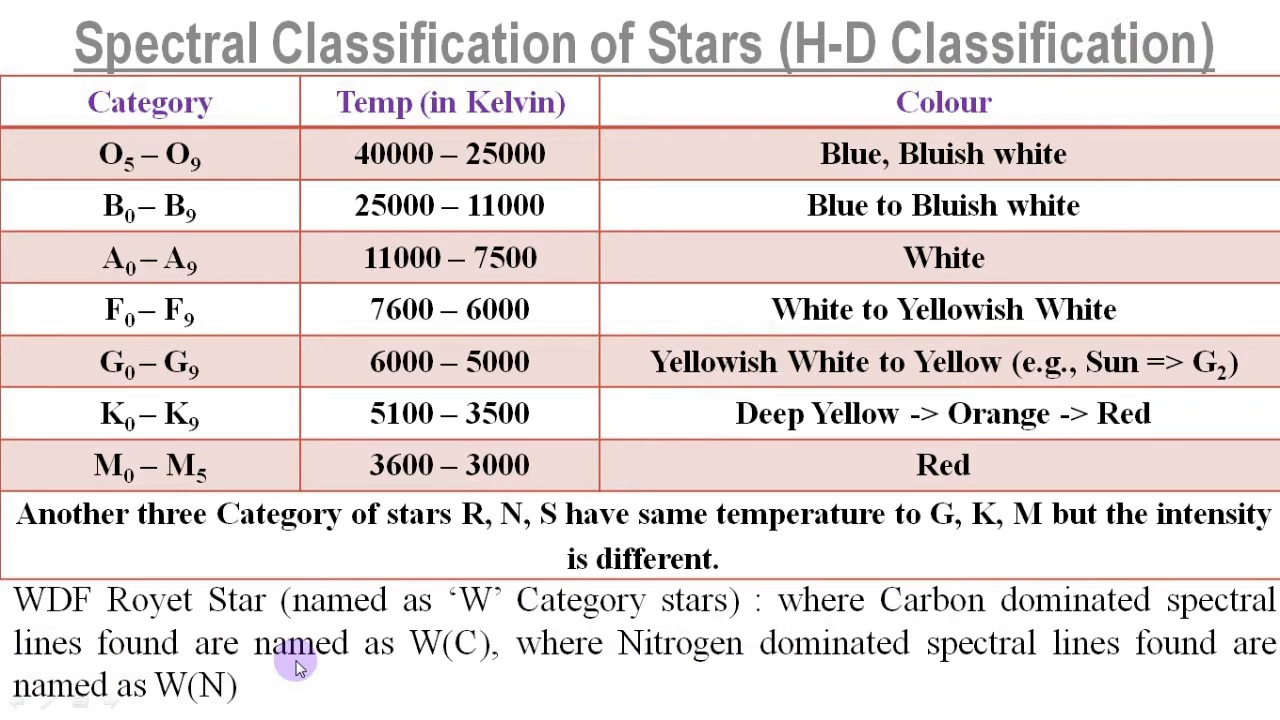 Spectral Classification of Stars (H-D Classification)
Category Temp (in Kelvin) Colour
O₅ – O₉ 40000 – 25000 Blue, Bluish white
B₀ – B₉ 25000 – 11000 Blue to Bluish white
A₀ – A₉ 11000 – 7500 White
F₀ – F₉ 7600 – 6000 White to Yellowish White
G₀ – G₉ 6000 – 5000 Yellowish White to Yellow (e.g., Sun => G₂)
K₀ – K₉ 5100 – 3500 Deep Yellow -> Orange -> Red
M₀ – M₅ 3600 – 3000 Red
Another three Category of stars R, N, S have same temperature to G, K, M but the intensity
is different.
WDF Royet Star (named as ‘W’ Category stars) : where Carbon dominated spectral
lines found are named as W(C), where Nitrogen dominated spectral lines found are
named as W(N)